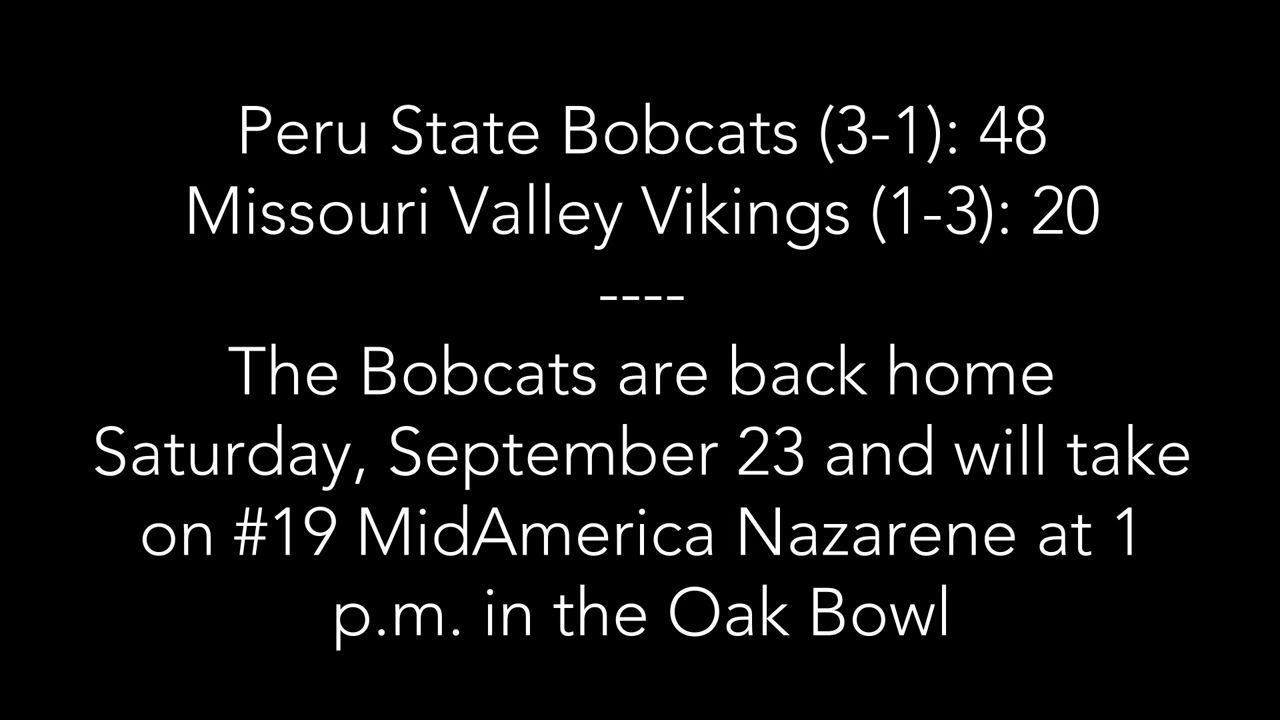 Peru State Bobcats (3-1): 48
Missouri Valley Vikings (1-3): 20
----
The Bobcats are back home
Saturday, September 23 and will take
on #19 MidAmerica Nazarene at 1
p.m. in the Oak Bowl